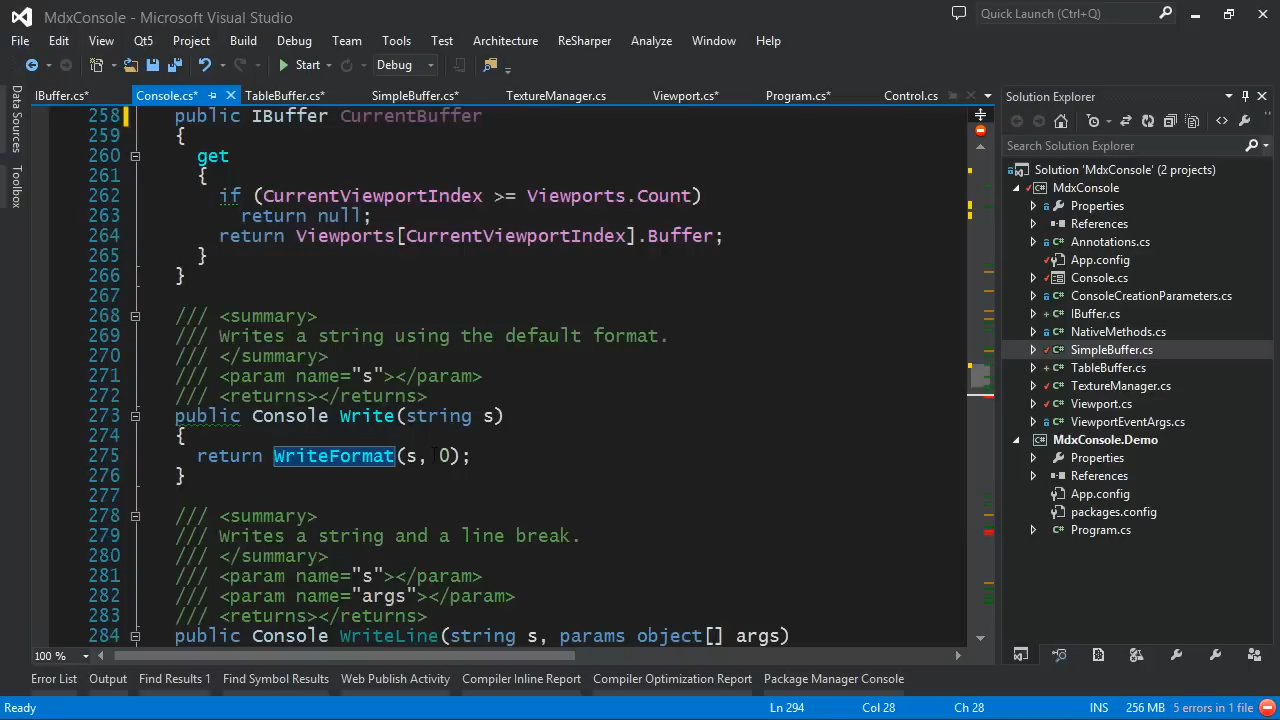 MdxConsole - Microsoft Visual Studio
Quick Launch (Ctrl+Q)
File Edit View Qt5 Project Build Debug Team Tools Test Architecture ReSharper Analyze Window Help
Start Debug
IBuffer.cs* Console.cs* TableBuffer.cs* SimpleBuffer.cs* TextureManager.cs Viewport.cs* Program.cs* Control.cs
Data Sources
Toolbox
258 public IBuffer CurrentBuffer
259 {
260 get
261 {
262 if (CurrentViewportIndex >= Viewports.Count)
263 return null;
264 return Viewports[CurrentViewportIndex].Buffer;
265 }
266 }
267
268 /// <summary>
269 /// Writes a string using the default format.
270 /// </summary>
271 /// <param name="s"></param>
272 /// <returns></returns>
273 public Console Write(string s)
274 {
275 return WriteFormat(s, 0);
276 }
277
278 /// <summary>
279 /// Writes a string and a line break.
280 /// </summary>
281 /// <param name="s"></param>
282 /// <param name="args"></param>
283 /// <returns></returns>
284 public Console WriteLine(string s, params object[] args)
100 %
Solution Explorer
Search Solution Explorer
Solution 'MdxConsole' (2 projects)
MdxConsole
Properties
References
Annotations.cs
App.config
Console.cs
ConsoleCreationParameters.cs
IBuffer.cs
NativeMethods.cs
SimpleBuffer.cs
TableBuffer.cs
TextureManager.cs
Viewport.cs
ViewportEventArgs.cs
MdxConsole.Demo
Properties
References
App.config
packages.config
Program.cs
Error List Output Find Results 1 Find Symbol Results Web Publish Activity Compiler Inline Report Compiler Optimization Report Package Manager Console
Ready Ln 294 Col 28 Ch 28 INS 256 MB 5 errors in 1 file